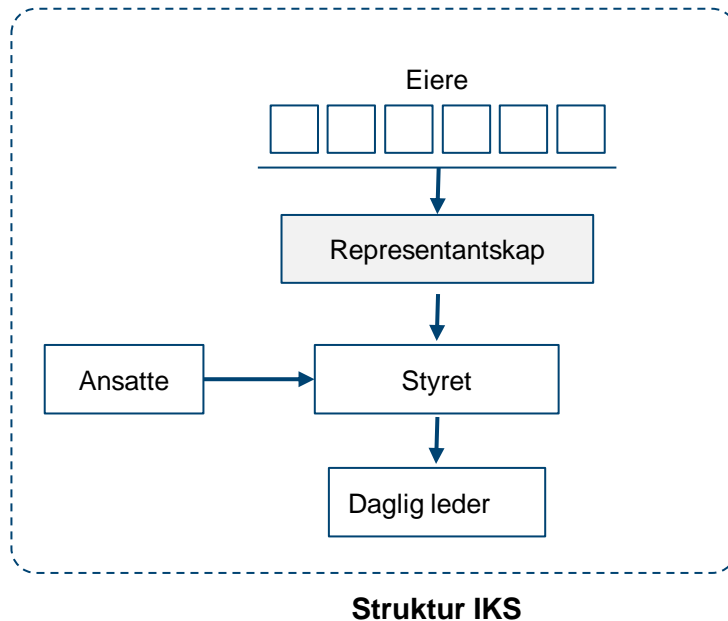 Eiere
Representantskap
Ansatte
Styret
Daglig leder
Struktur IKS